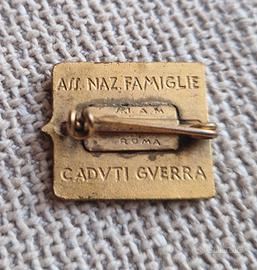 ASS. NAZ. FAMIGLIE
S.I.A.M
ROMA
CADVTI GVERRA